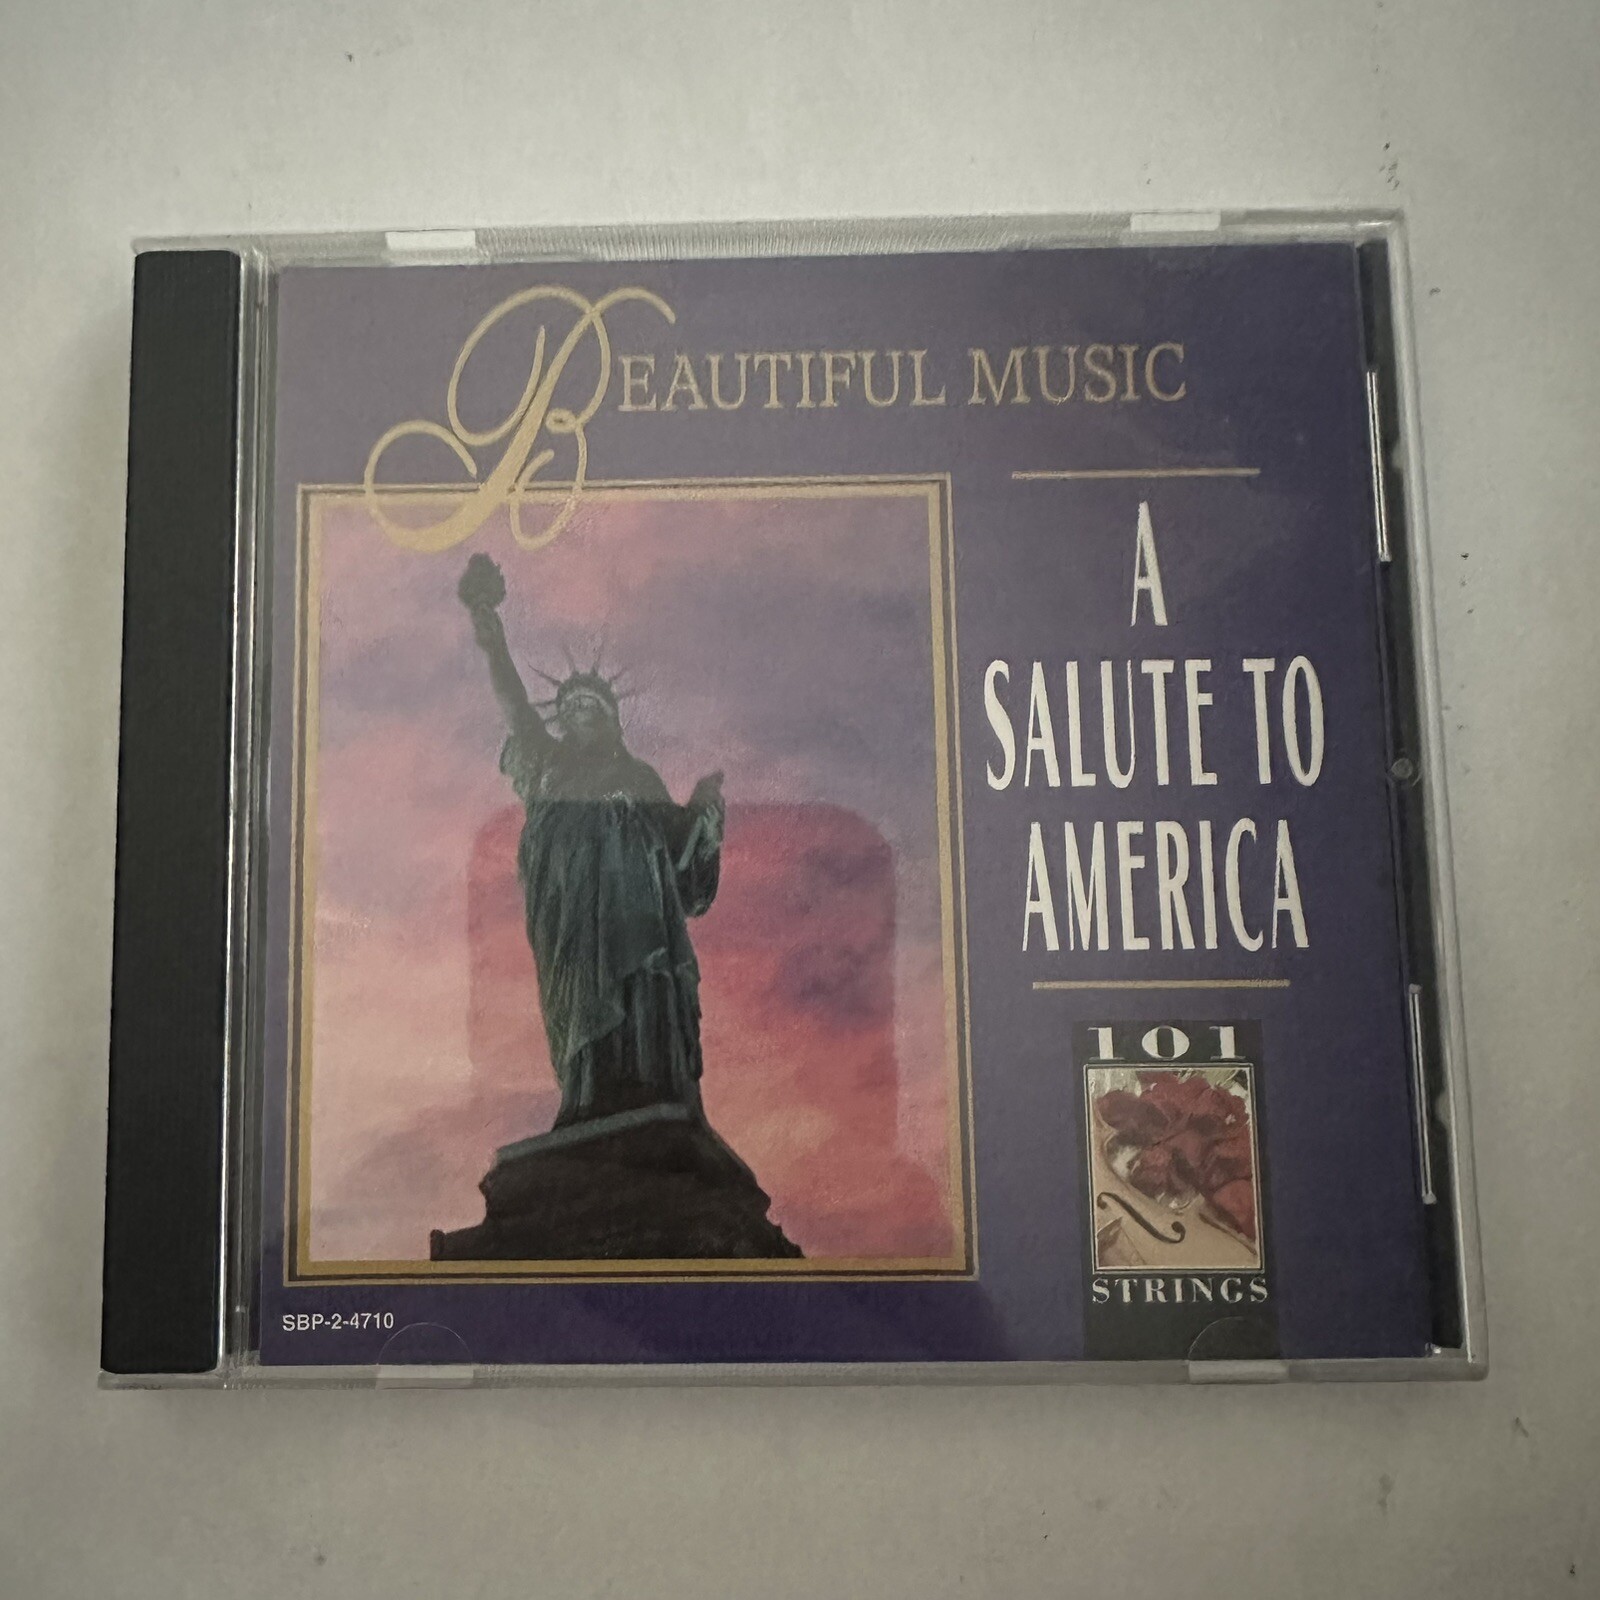 BEAUTIFUL MUSIC
A
SALUTE TO
AMERICA
101
STRINGS
SBP-2-4710